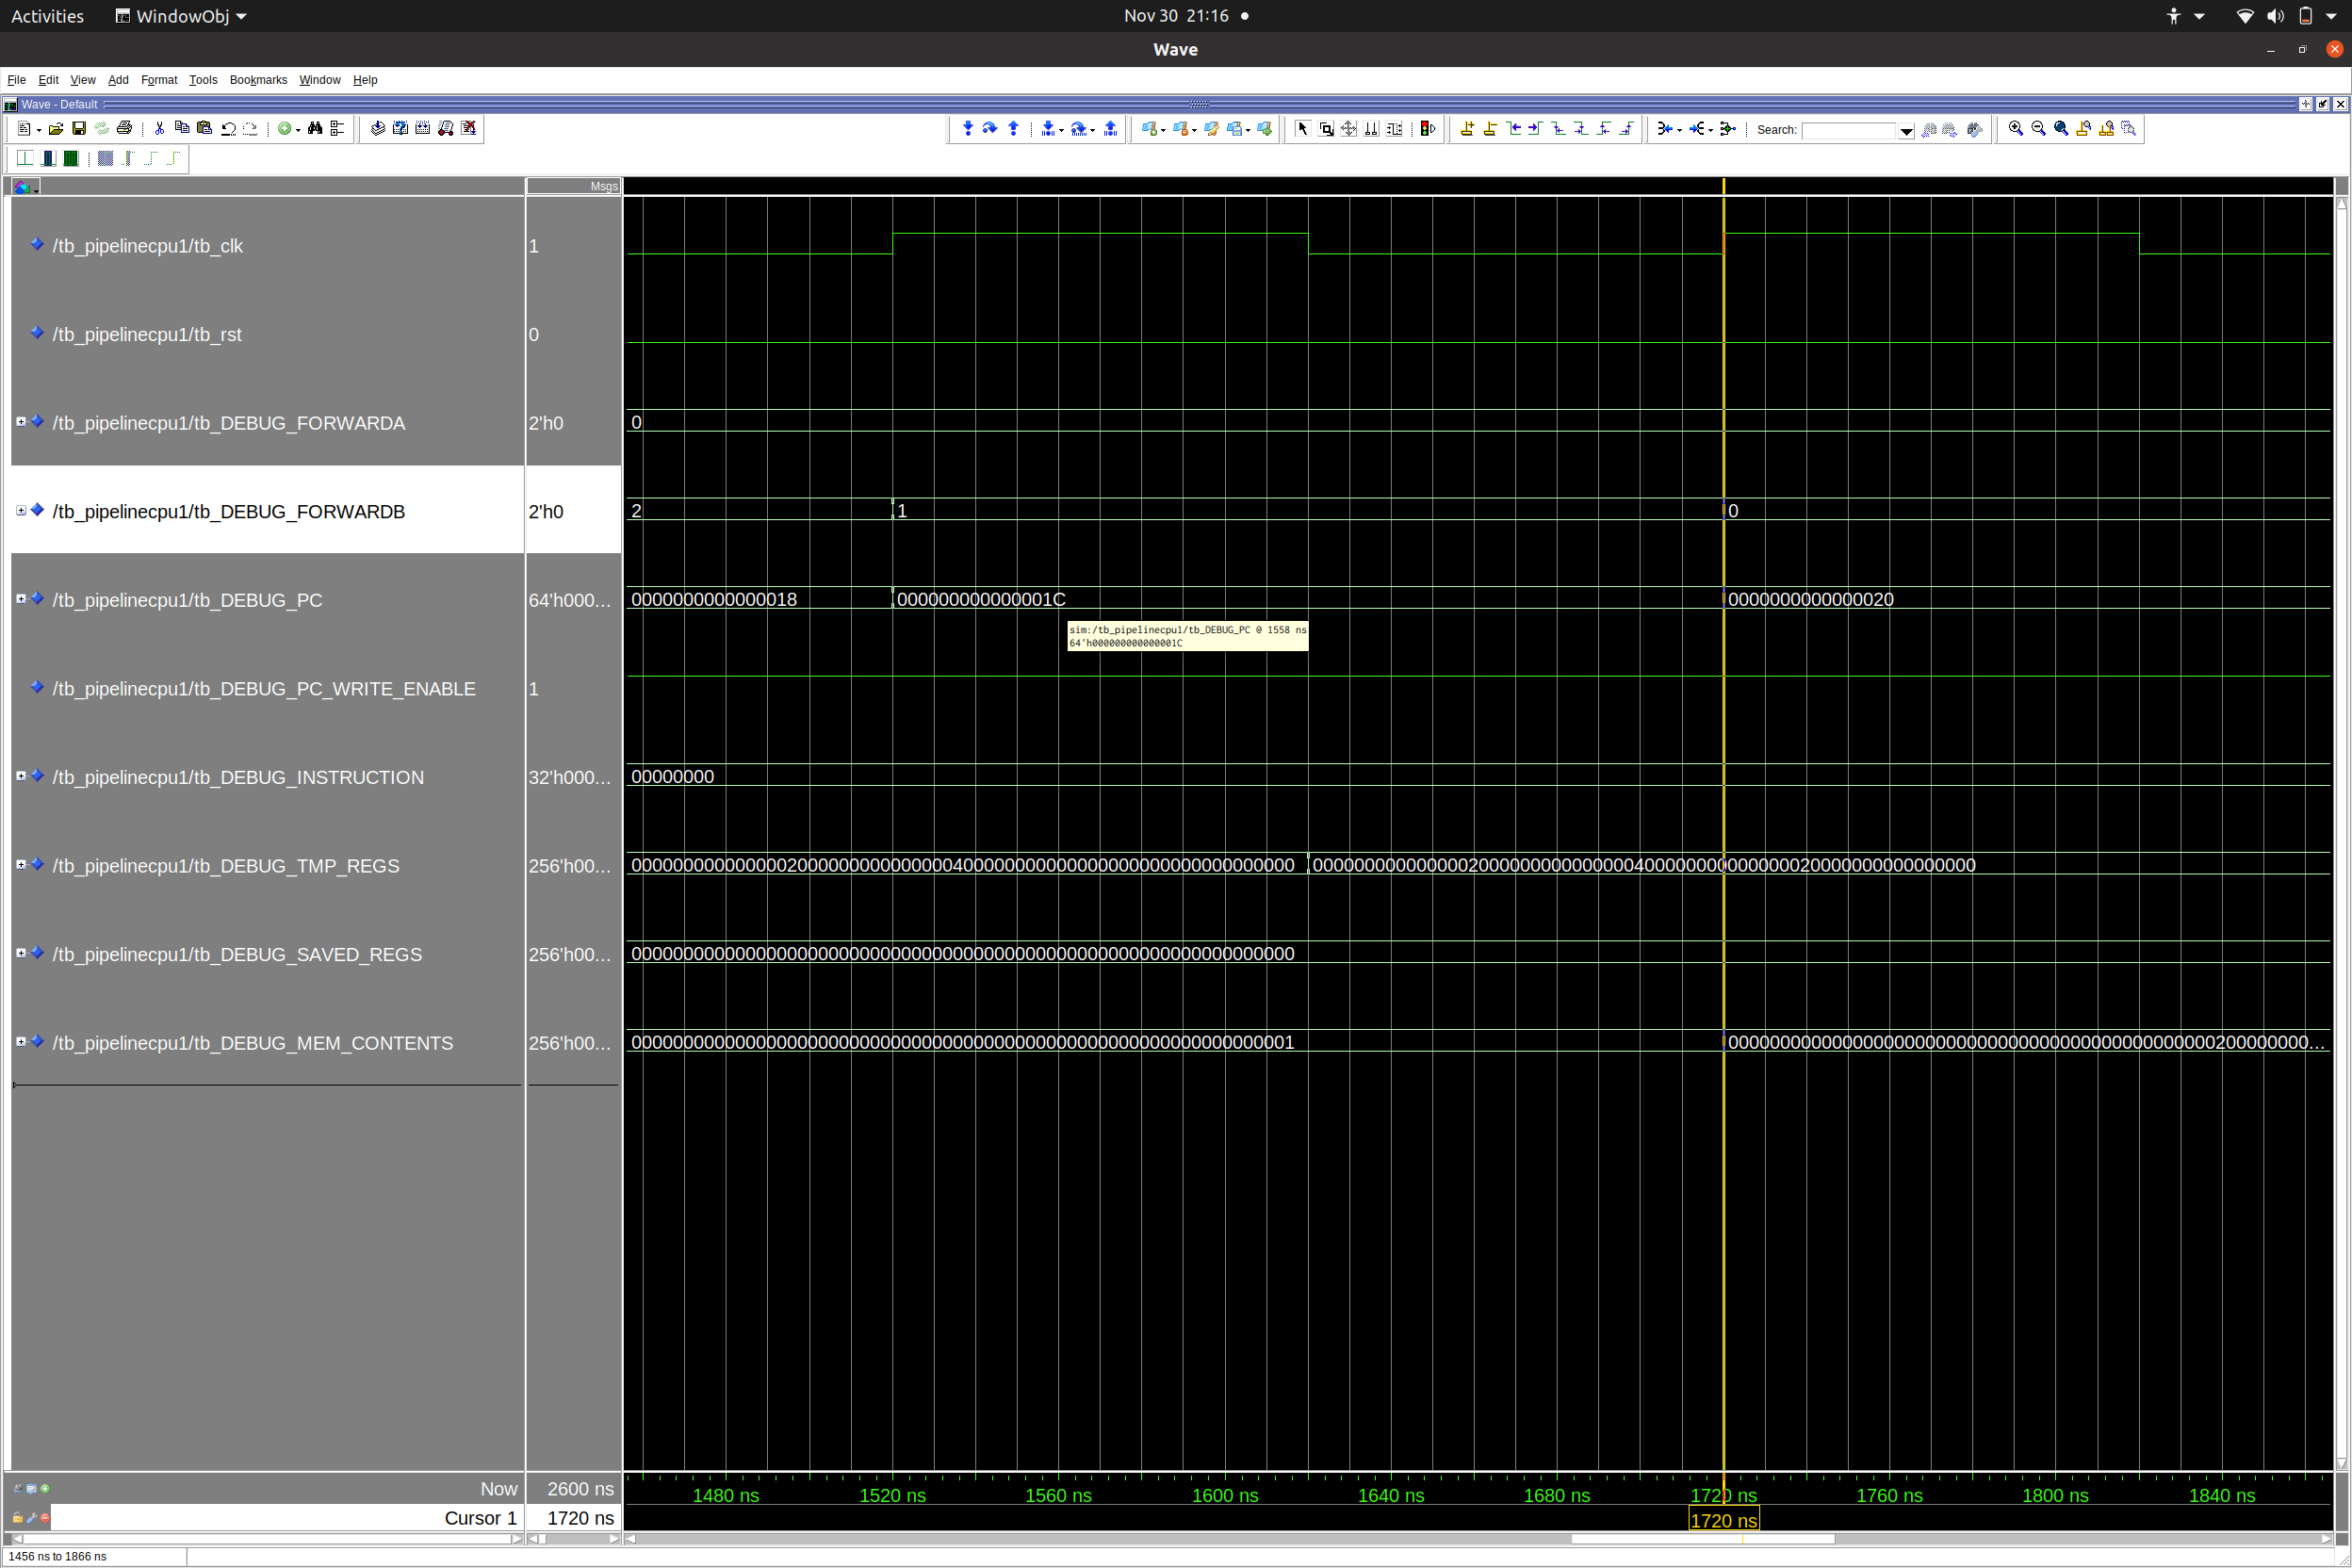 Activities WindowObj Nov 30 21:16
Wave
File Edit View Add Format Tools Bookmarks Window Help
Wave - Default
Search:
Msgs
/tb_pipelinecpu1/tb_clk 1
/tb_pipelinecpu1/tb_rst 0
/tb_pipelinecpu1/tb_DEBUG_FORWARDA 2'h0 0
/tb_pipelinecpu1/tb_DEBUG_FORWARDB 2'h0 2 1 0
/tb_pipelinecpu1/tb_DEBUG_PC 64'h000... 0000000000000018 000000000000001C 0000000000000020
sim:/tb_pipelinecpu1/tb_DEBUG_PC @ 1558 ns
64'h000000000000001C
/tb_pipelinecpu1/tb_DEBUG_PC_WRITE_ENABLE 1
/tb_pipelinecpu1/tb_DEBUG_INSTRUCTION 32'h000... 00000000
/tb_pipelinecpu1/tb_DEBUG_TMP_REGS 256'h00... 0000000000000002000000000000000400000000000000000000000000000000 0000000000000002000000000000000400000000000000020000000000000000
/tb_pipelinecpu1/tb_DEBUG_SAVED_REGS 256'h00... 0000000000000000000000000000000000000000000000000000000000000000
/tb_pipelinecpu1/tb_DEBUG_MEM_CONTENTS 256'h00... 0000000000000000000000000000000000000000000000000000000000000001 00000000000000000000000000000000000000000000000200000000...
Now 2600 ns 1480 ns 1520 ns 1560 ns 1600 ns 1640 ns 1680 ns 1720 ns 1760 ns 1800 ns 1840 ns
Cursor 1 1720 ns 1720 ns
1456 ns to 1866 ns